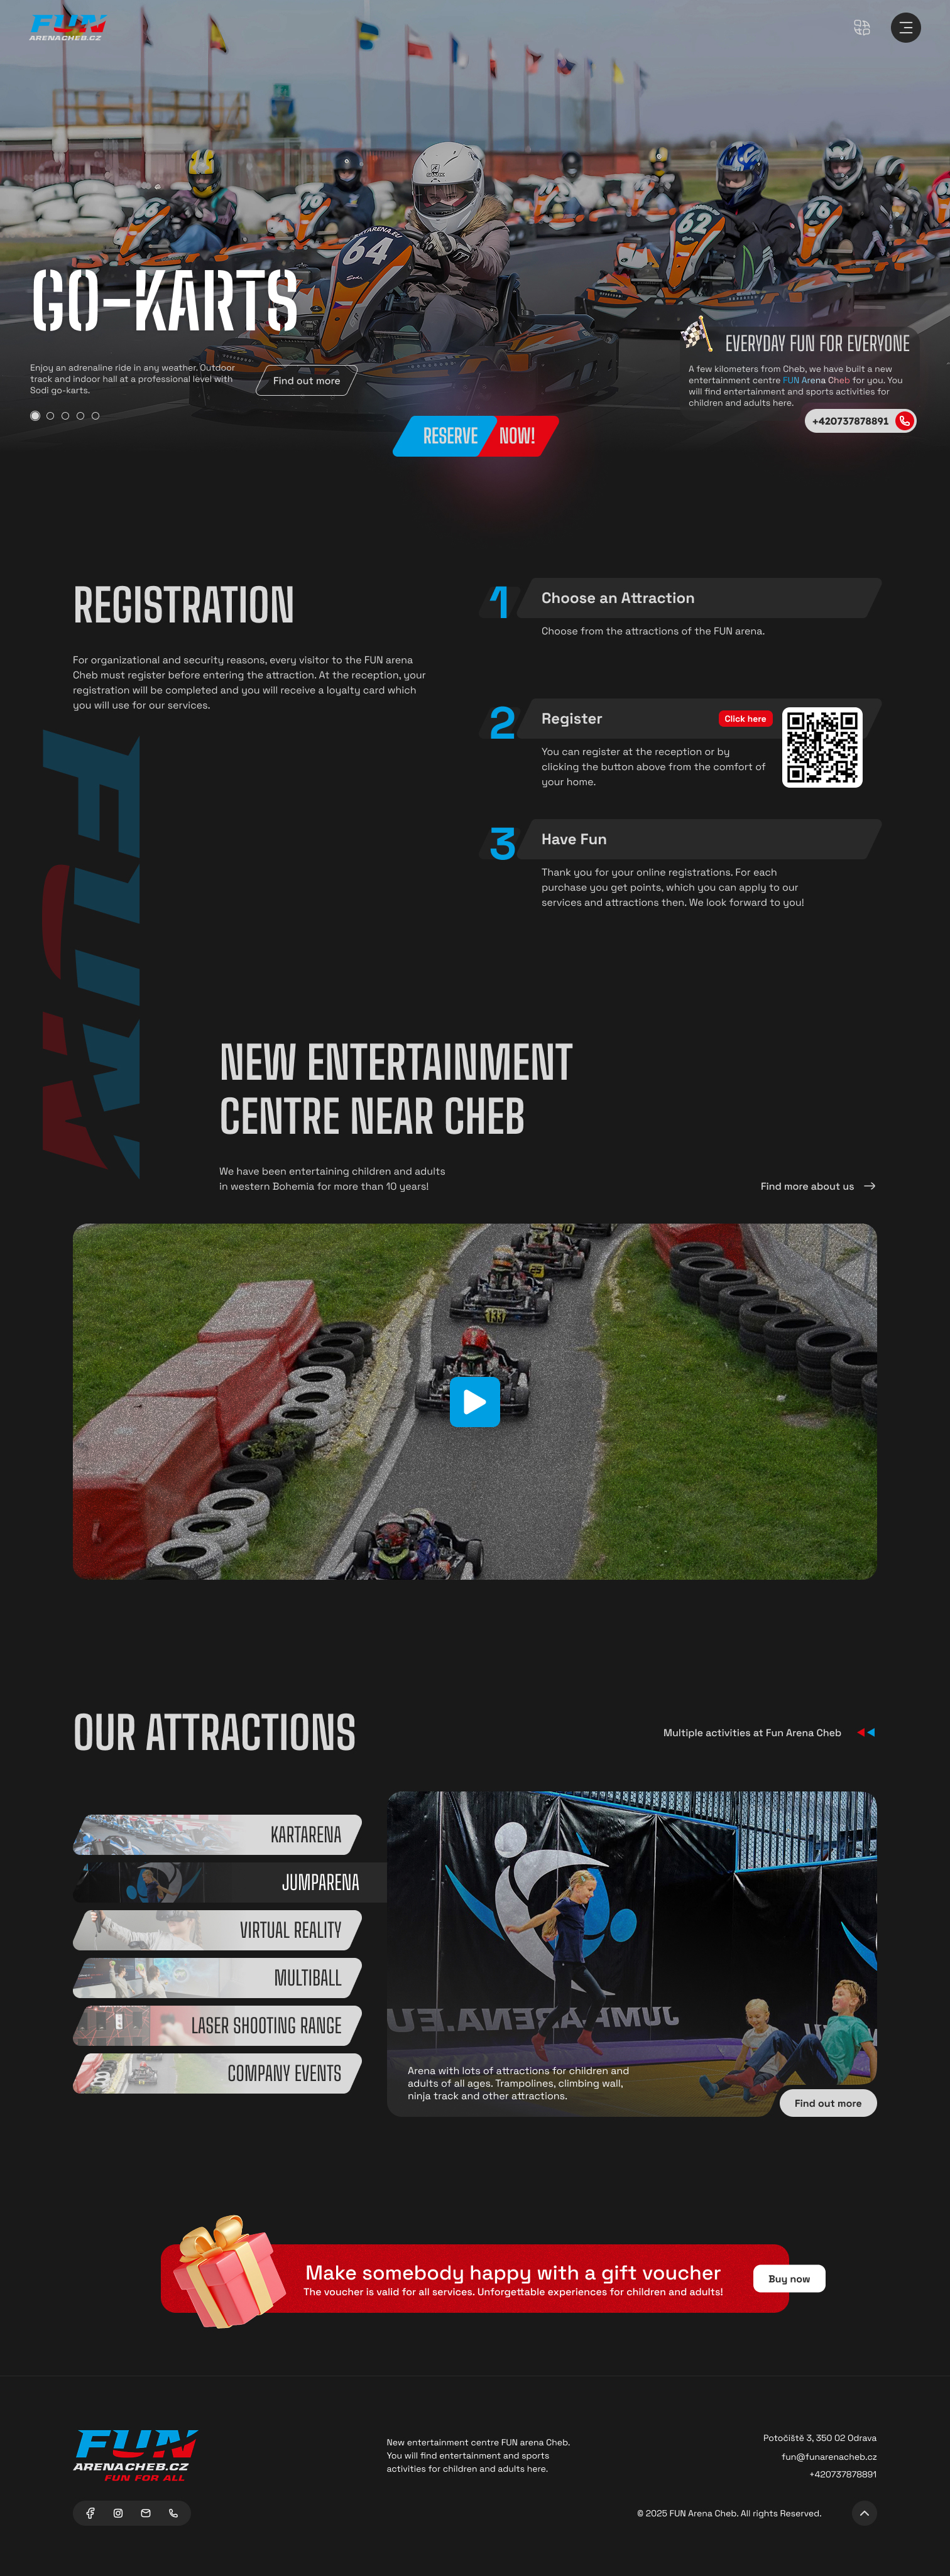 FUN
ARENACHEB.CZ
66
10
64
KARTARENA.EU
62
16
GO-KARTS
Enjoy an adrenaline ride in any weather. Outdoor
track and indoor hall at a professional level with
Sodi go-karts.
Find out more
EVERYDAY FUN FOR EVERYONE
A few kilometers from Cheb, we have built a new
entertainment centre FUN Arena Cheb for you. You
will find entertainment and sports activities for
children and adults here.
+420737878891
RESERVE NOW!
REGISTRATION
For organizational and security reasons, every visitor to the FUN arena
Cheb must register before entering the attraction. At the reception, your
registration will be completed and you will receive a loyalty card which
you will use for our services.
1
Choose an Attraction
Choose from the attractions of the FUN arena.
2
Register
Click here
You can register at the reception or by
clicking the button above from the comfort of
your home.
3
Have Fun
Thank you for your online registrations. For each
purchase you get points, which you can apply to our
services and attractions then. We look forward to you!
FUN
NEW ENTERTAINMENT
CENTRE NEAR CHEB
We have been entertaining children and adults
in western Bohemia for more than 10 years!
Find more about us
10
133
OUR ATTRACTIONS
Multiple activities at Fun Arena Cheb
KARTARENA
JUMPARENA
VIRTUAL REALITY
MULTIBALL
LASER SHOOTING RANGE
COMPANY EVENTS
JUMPARENA.EU
Arena with lots of attractions for children and
adults of all ages. Trampolines, climbing wall,
ninja track and other attractions.
Find out more
Make somebody happy with a gift voucher
The voucher is valid for all services. Unforgettable experiences for children and adults!
Buy now
FUN
ARENACHEB.CZ
FUN FOR ALL
New entertainment centre FUN arena Cheb.
You will find entertainment and sports
activities for children and adults here.
Potočiště 3, 350 02 Odrava
fun@funarenacheb.cz
+420737878891
© 2025 FUN Arena Cheb. All rights Reserved.